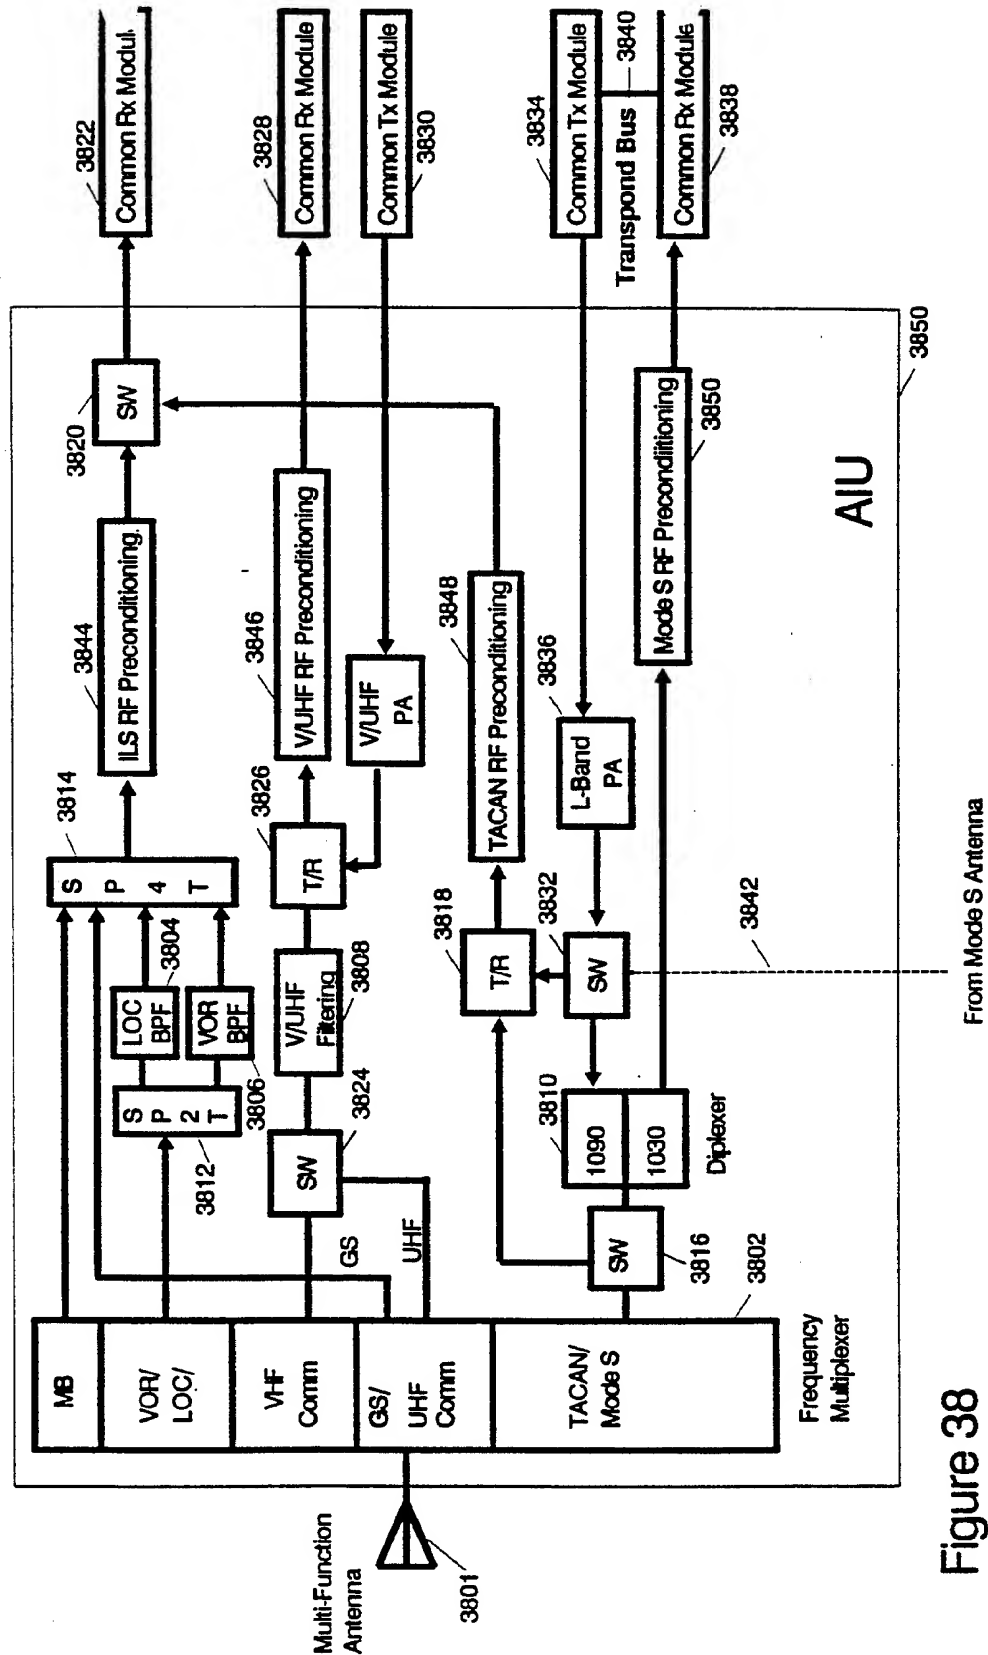 3822
Common Rx Modul
3828
Common Rx Module
Common Tx Module
3830
3834
Common Tx Module
3840
Transpond Bus
Common Rx Module
3838
3820
SW
3844
ILS RF Preconditioning.
3814
S P 4 T
3846
V/UHF RF Preconditioning
V/UHF
PA
3826
T/R
3848
TACAN RF Preconditioning
3818
T/R
3836
L-Band
PA
3832
SW
Mode S RF Preconditiitioning
3850
AIU
3850
3804
LOC
BPF
VOR
BPF
3806
S P 2 T
3812
V/UHF
Filtering
3808
3824
SW
GS
UHF
3810
1090
1030
Diplexer
SW
3816
3802
3842
From Mode S Antenna
MB
VOR/
LOC/
VHF
Comm
GS/
UHF
Comm
TACAN/
Mode S
Frequency
Multiplexer
Multi-Function
Antenna
3801
Figure 38